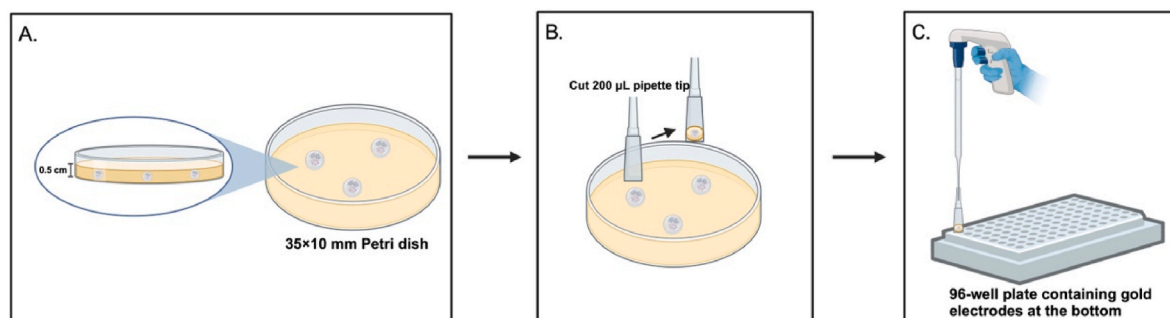 A.
0.5 cm
35×10 mm Petri dish
B.
Cut 200 µL pipette tip
C.
96-well plate containing gold
electrodes at the bottom